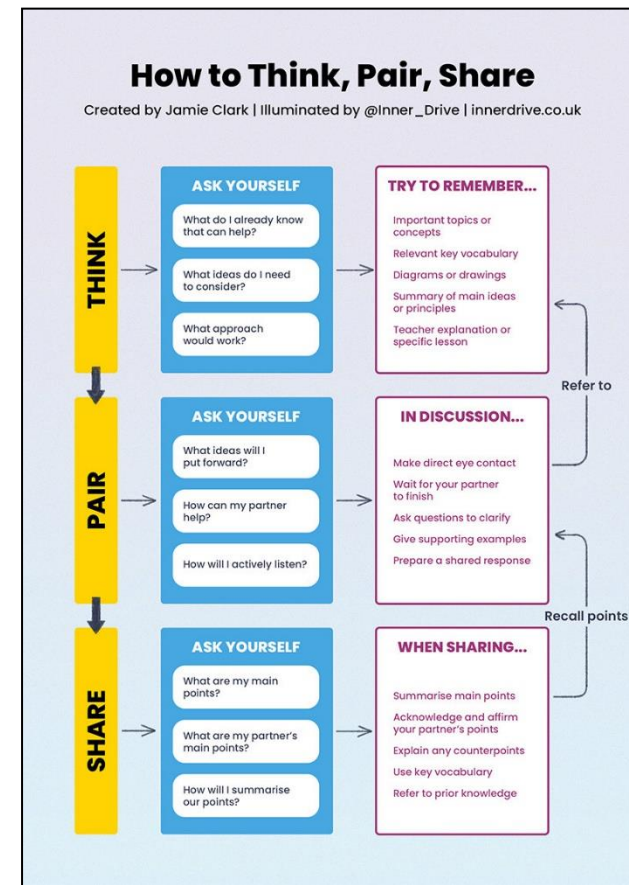 How to Think, Pair, Share
Created by Jamie Clark | Illuminated by @Inner_Drive | innerdrive.co.uk
THINK
ASK YOURSELF
What do I already know
that can help?
What ideas do I need
to consider?
What approach
would work?
TRY TO REMEMBER...
Important topics or
concepts
Relevant key vocabulary
Diagrams or drawings
Summary of main ideas
or principles
Teacher explanation or
specific lesson
Refer to
PAIR
ASK YOURSELF
What ideas will I
put forward?
How can my partner
help?
How will I actively listen?
IN DISCUSSION...
Make direct eye contact
Wait for your partner
to finish
Ask questions to clarify
Give supporting examples
Prepare a shared response
Recall points
SHARE
ASK YOURSELF
What are my main
points?
What are my partner's
main points?
How will I summarise
our points?
WHEN SHARING...
Summarise main points
Acknowledge and affirm
your partner's points
Explain any counterpoints
Use key vocabulary
Refer to prior knowledge